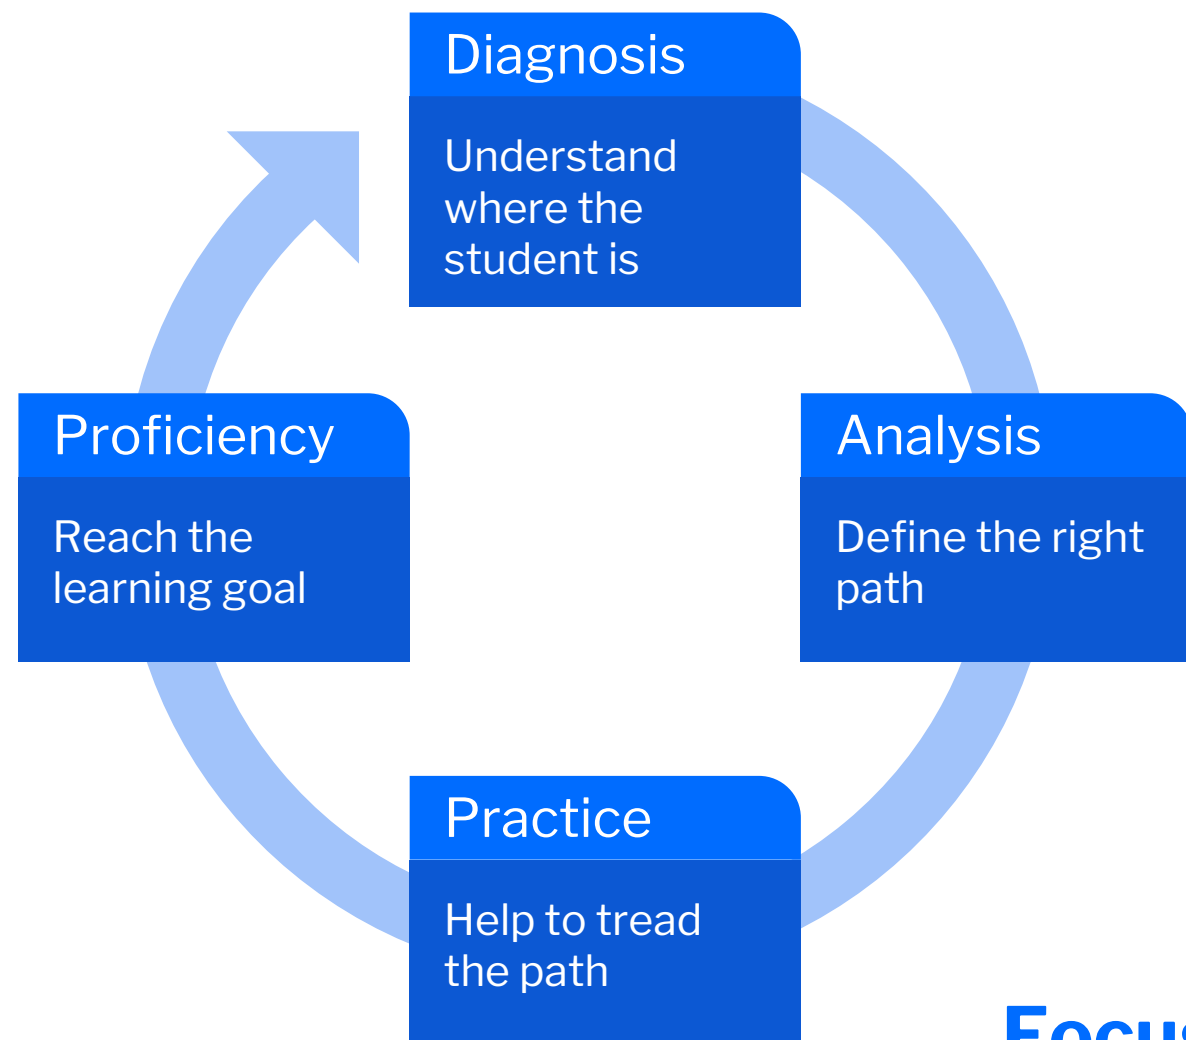 Diagnosis
Understand
where the
student is
Proficiency
Reach the
learning goal
Analysis
Define the right
path
Practice
Help to tread
the path
Focus